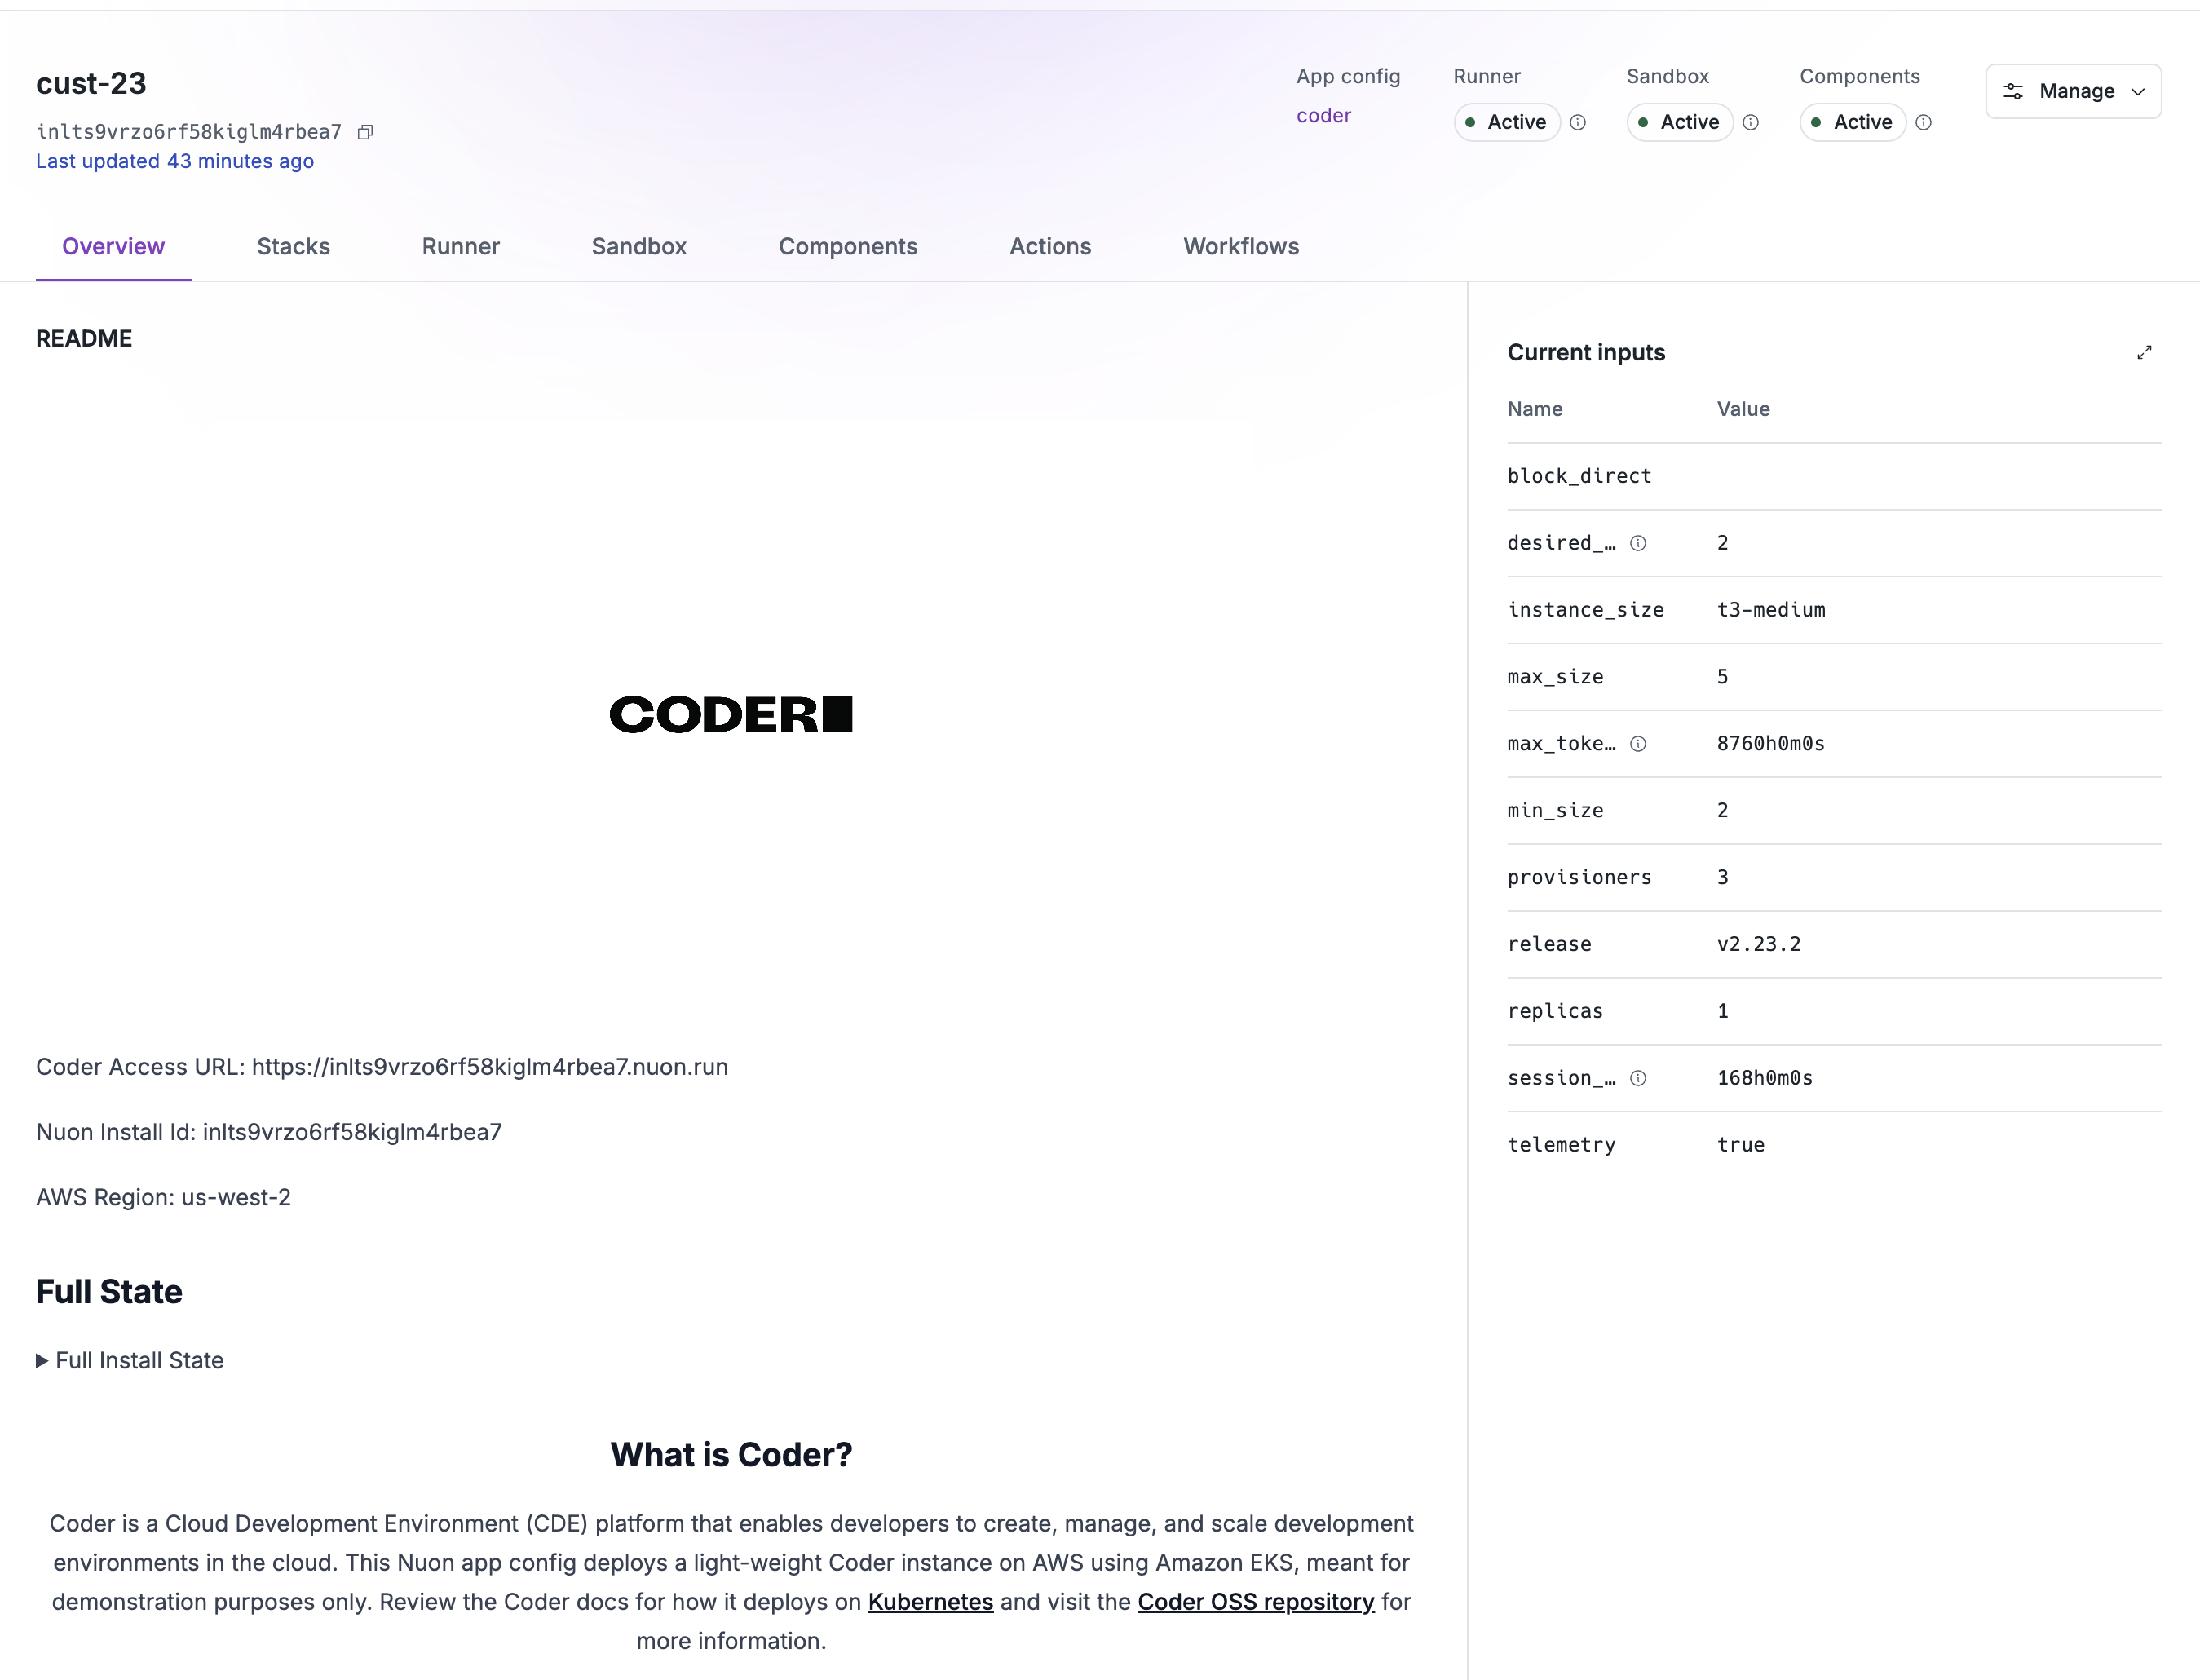 cust-23
inlts9vrzo6rf58kiglm4rbea7
Last updated 43 minutes ago
App config
coder
Runner
Active
Sandbox
Active
Components
Active
Manage
Overview
Stacks
Runner
Sandbox
Components
Actions
Workflows
README
CODER
Coder Access URL: https://inlts9vrzo6rf58kiglm4rbea7.nuon.run
Nuon Install Id: inlts9vrzo6rf58kiglm4rbea7
AWS Region: us-west-2
Full State
Full Install State
What is Coder?
Coder is a Cloud Development Environment (CDE) platform that enables developers to create, manage, and scale development
environments in the cloud. This Nuon app config deploys a light-weight Coder instance on AWS using Amazon EKS, meant for
demonstration purposes only. Review the Coder docs for how it deploys on Kubernetes and visit the Coder OSS repository for
more information.
Current inputs
Name Value
block_direct
desired_… 2
instance_size t3-medium
max_size 5
max_toke… 8760h0m0s
min_size 2
provisioners 3
release v2.23.2
replicas 1
session_… 168h0m0s
telemetry true